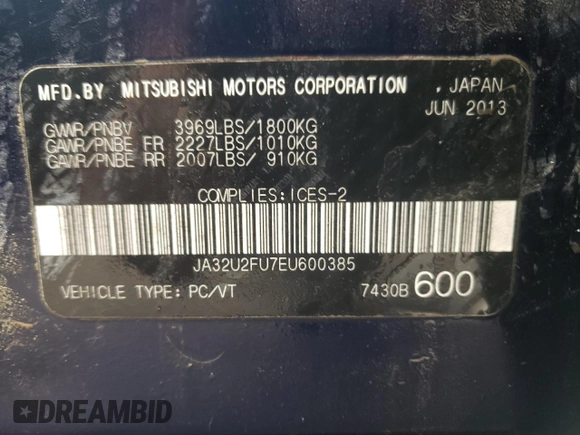 MFD.BY MITSUBISHI MOTORS CORPORATION , JAPAN
JUN 2013
GVWR/PNBV 3969LBS/1800KG
GAWR/PNBE FR 2227LBS/1010KG
GAWR/PNBE RR 2007LBS/ 910KG
COMPLIES:ICES-2
JA32U2FU7EU600385
VEHICLE TYPE: PC/VT 7430B 600
DREAMBID